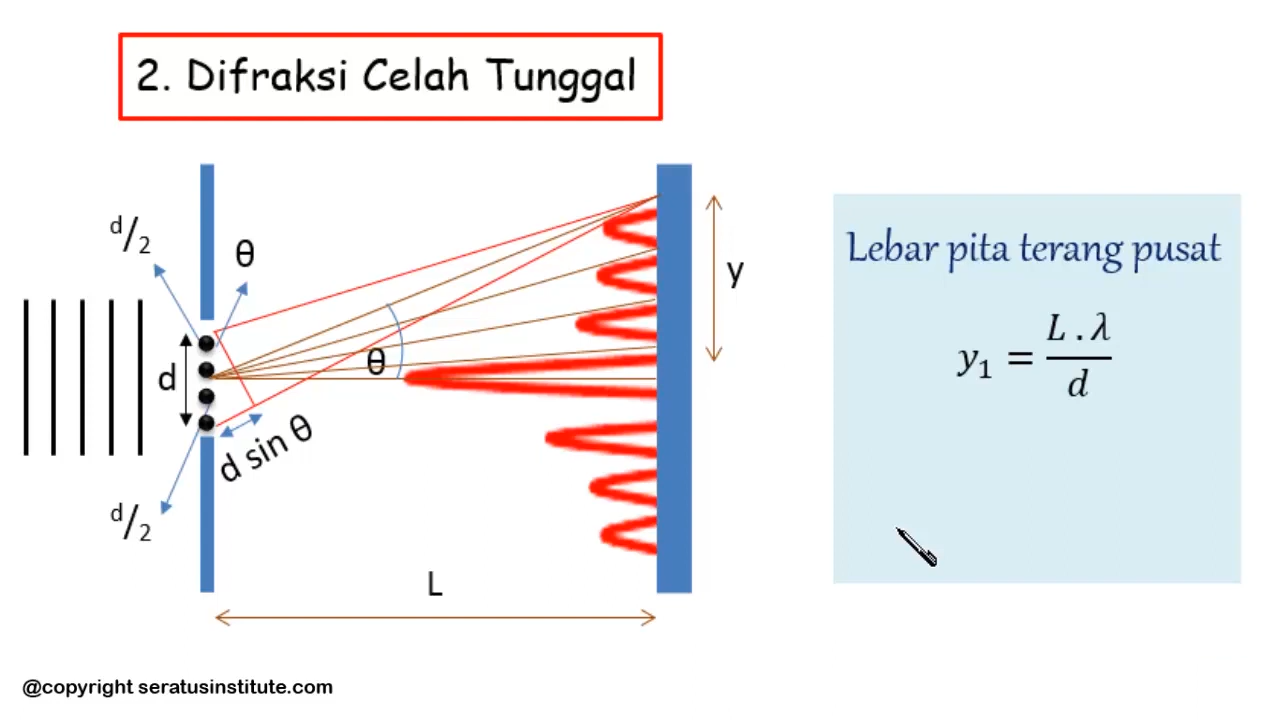 2. Difraksi Celah Tunggal
d/2
θ
d
θ
d sin θ
d/2
L
y
Lebar pita terang pusat
y₁ = L . λ / d
@copyright seratusinstitute.com